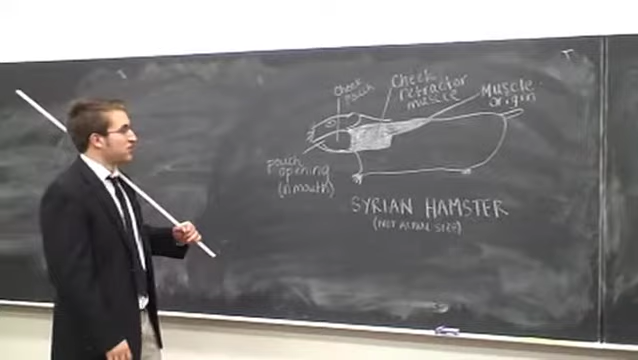 Cheek
pouch
Cheek
retractor
muscle
Muscle
origin
pouch
opening
(in mouth)
SYRIAN HAMSTER
(NOT ACTUAL SIZE)